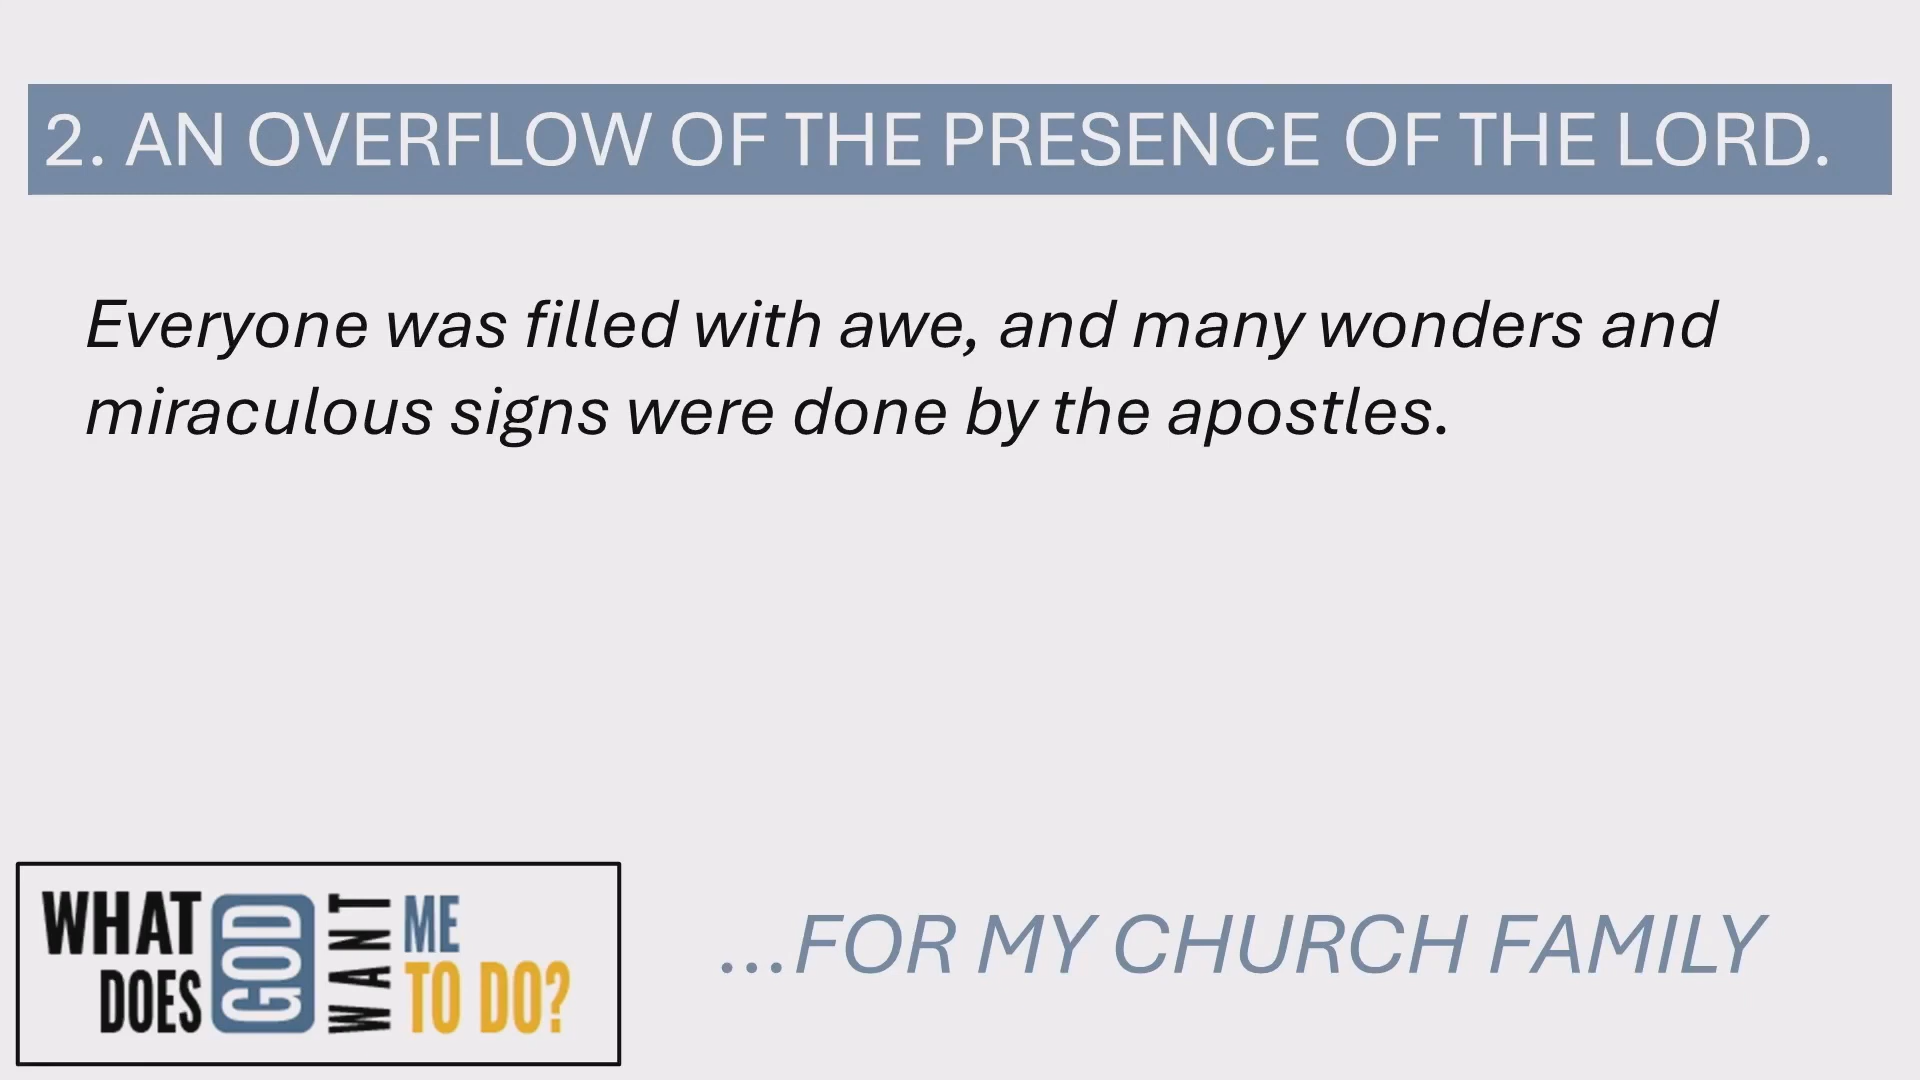 2. AN OVERFLOW OF THE PRESENCE OF THE LORD.
Everyone was filled with awe, and many wonders and
miraculous signs were done by the apostles.
WHAT DOES GOD WANT ME TO DO?
...FOR MY CHURCH FAMILY